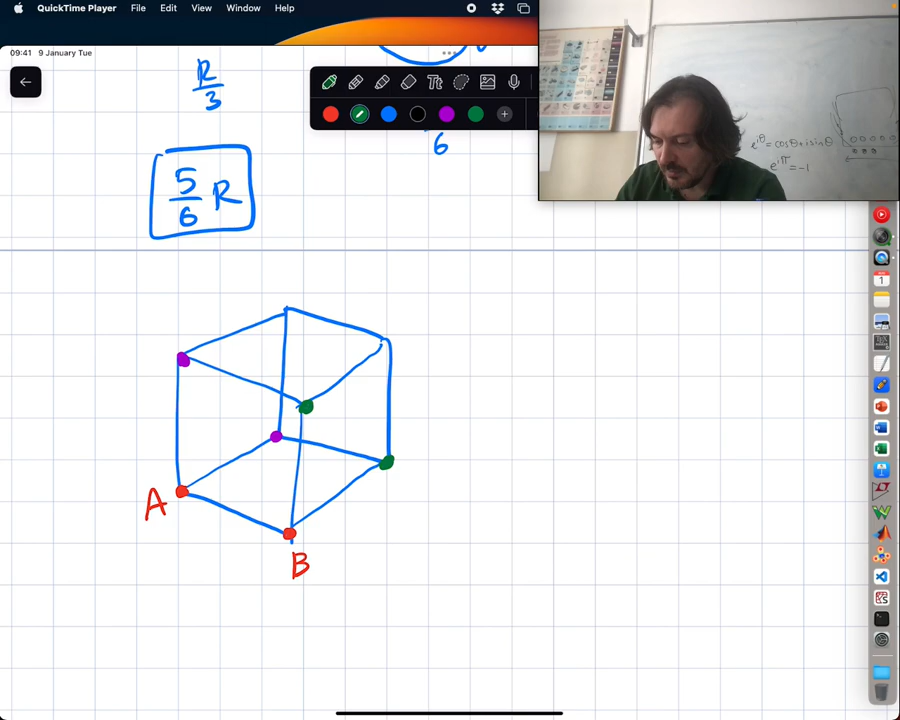 QuickTime Player File Edit View Window Help
09:41 9 January Tue
R
3
6
5
6
R
e^{iθ} = cosθ + i sinθ
e^{iπ} = -1
A
B